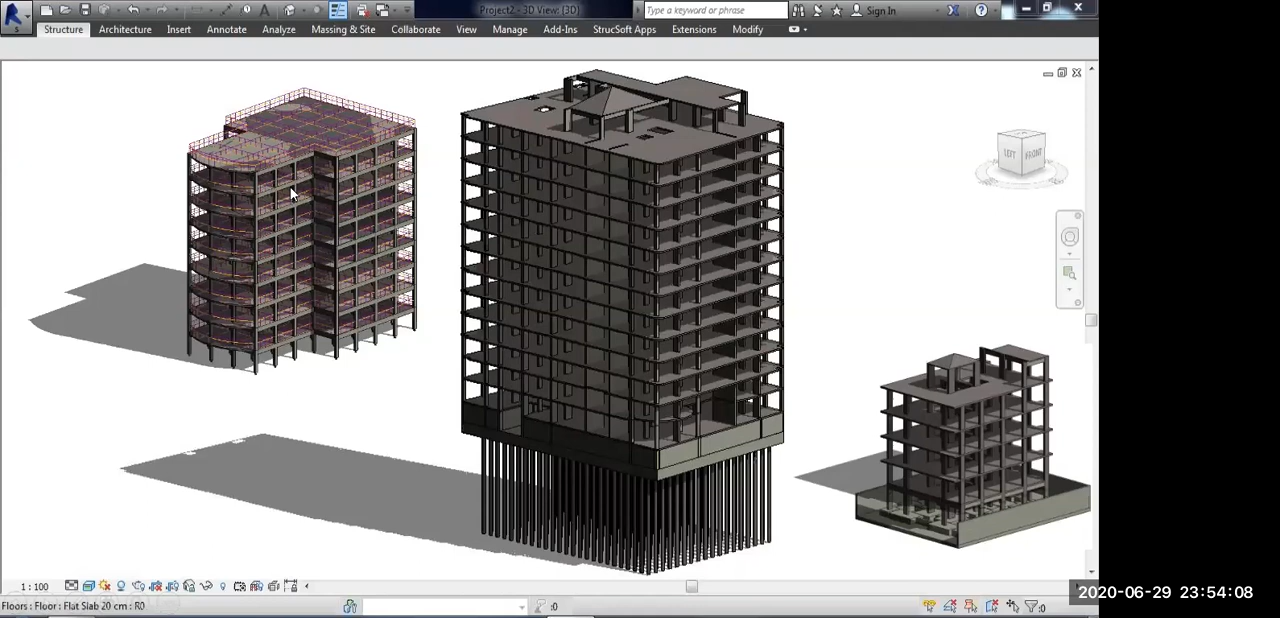 Project2 - 3D View: {3D}
Type a keyword or phrase
Sign In
Structure Architecture Insert Annotate Analyze Massing & Site Collaborate View Manage Add-Ins StrucSoft Apps Extensions Modify
LEFT FRONT
1 : 100
Floors : Floor : Flat Slab 20 cm : R0
:0
:0
2020-06-29 23:54:08